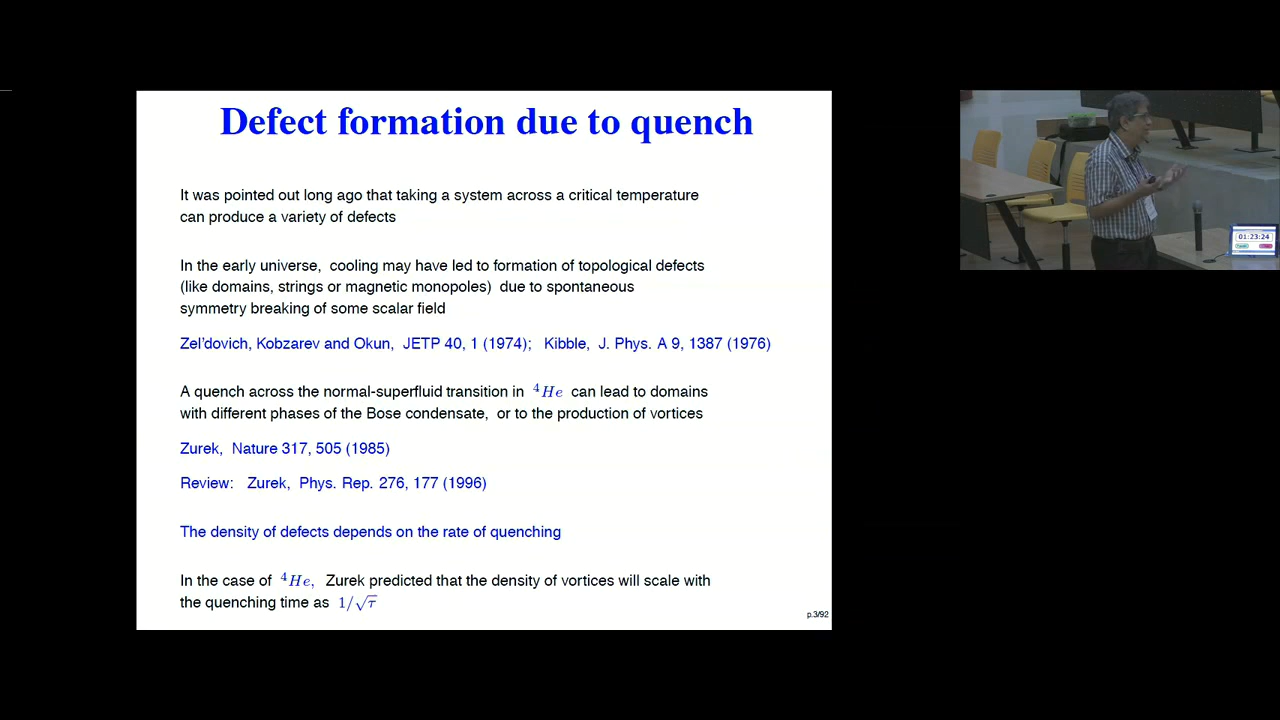 Defect formation due to quench
It was pointed out long ago that taking a system across a critical temperature
can produce a variety of defects
In the early universe, cooling may have led to formation of topological defects
(like domains, strings or magnetic monopoles) due to spontaneous
symmetry breaking of some scalar field
Zel'dovich, Kobzarev and Okun, JETP 40, 1 (1974); Kibble, J. Phys. A 9, 1387 (1976)
A quench across the normal-superfluid transition in ⁴He can lead to domains
with different phases of the Bose condensate, or to the production of vortices
Zurek, Nature 317, 505 (1985)
Review: Zurek, Phys. Rep. 276, 177 (1996)
The density of defects depends on the rate of quenching
In the case of ⁴He, Zurek predicted that the density of vortices will scale with
the quenching time as 1/√τ
p.3/92
01:23:24